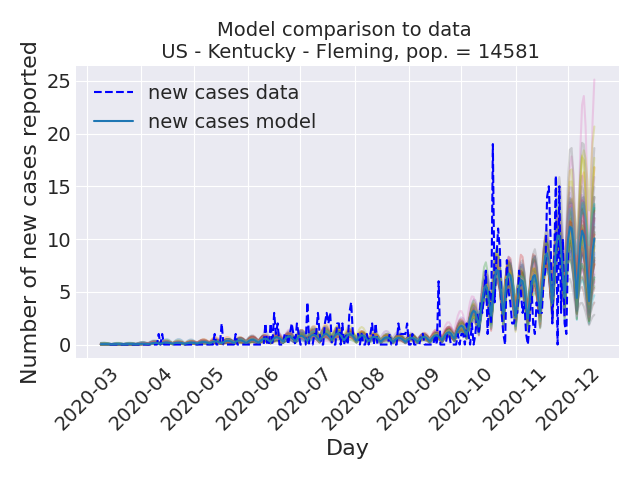 Model comparison to data
US - Kentucky - Fleming, pop. = 14581
Number of new cases reported
25
20
15
10
5
0
new cases data
new cases model
2020-03
2020-04
2020-05
2020-06
2020-07
2020-08
2020-09
2020-10
2020-11
2020-12
Day